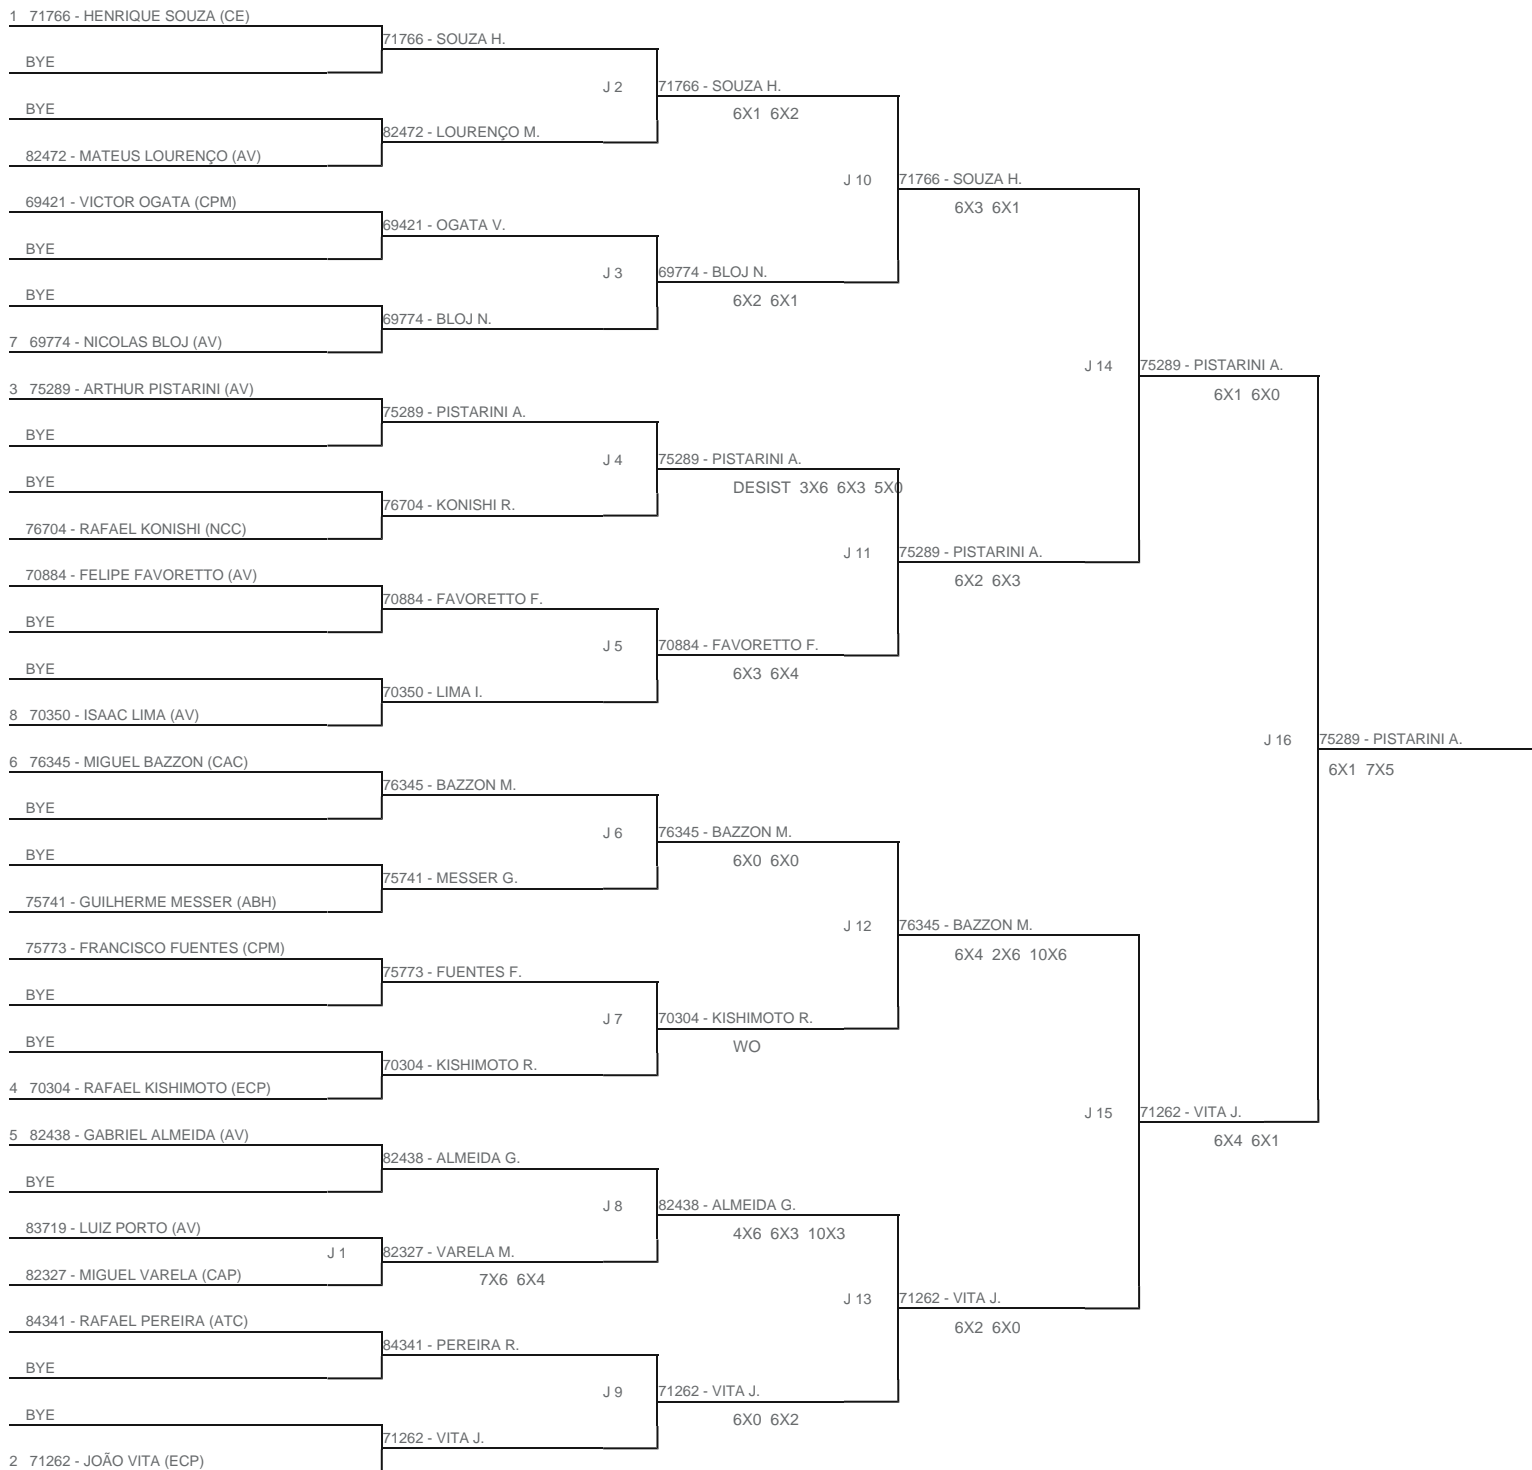 1 71766 - HENRIQUE SOUZA (CE)
71766 - SOUZA H.
BYE
J 2 71766 - SOUZA H.
6X1 6X2
BYE
82472 - LOURENÇO M.
82472 - MATEUS LOURENÇO (AV)
J 10 71766 - SOUZA H.
6X3 6X1
69421 - VICTOR OGATA (CPM)
69421 - OGATA V.
BYE
J 3 69774 - BLOJ N.
6X2 6X1
BYE
69774 - BLOJ N.
7 69774 - NICOLAS BLOJ (AV)
J 14 75289 - PISTARINI A.
6X1 6X0
3 75289 - ARTHUR PISTARINI (AV)
75289 - PISTARINI A.
BYE
J 4 75289 - PISTARINI A.
DESIST 3X6 6X3 5X0
BYE
76704 - KONISHI R.
76704 - RAFAEL KONISHI (NCC)
J 11 75289 - PISTARINI A.
6X2 6X3
70884 - FELIPE FAVORETTO (AV)
70884 - FAVORETTO F.
BYE
J 5 70884 - FAVORETTO F.
6X3 6X4
BYE
70350 - LIMA I.
8 70350 - ISAAC LIMA (AV)
J 16 75289 - PISTARINI A.
6X1 7X5
6 76345 - MIGUEL BAZZON (CAC)
76345 - BAZZON M.
BYE
J 6 76345 - BAZZON M.
6X0 6X0
BYE
75741 - MESSER G.
75741 - GUILHERME MESSER (ABH)
J 12 76345 - BAZZON M.
6X4 2X6 10X6
75773 - FRANCISCO FUENTES (CPM)
75773 - FUENTES F.
BYE
J 7 70304 - KISHIMOTO R.
WO
BYE
70304 - KISHIMOTO R.
4 70304 - RAFAEL KISHIMOTO (ECP)
J 15 71262 - VITA J.
6X4 6X1
5 82438 - GABRIEL ALMEIDA (AV)
82438 - ALMEIDA G.
BYE
J 8 82438 - ALMEIDA G.
4X6 6X3 10X3
83719 - LUIZ PORTO (AV)
J 1 82327 - VARELA M.
7X6 6X4
82327 - MIGUEL VARELA (CAP)
J 13 71262 - VITA J.
6X2 6X0
84341 - RAFAEL PEREIRA (ATC)
84341 - PEREIRA R.
BYE
J 9 71262 - VITA J.
6X0 6X2
BYE
71262 - VITA J.
2 71262 - JOÃO VITA (ECP)